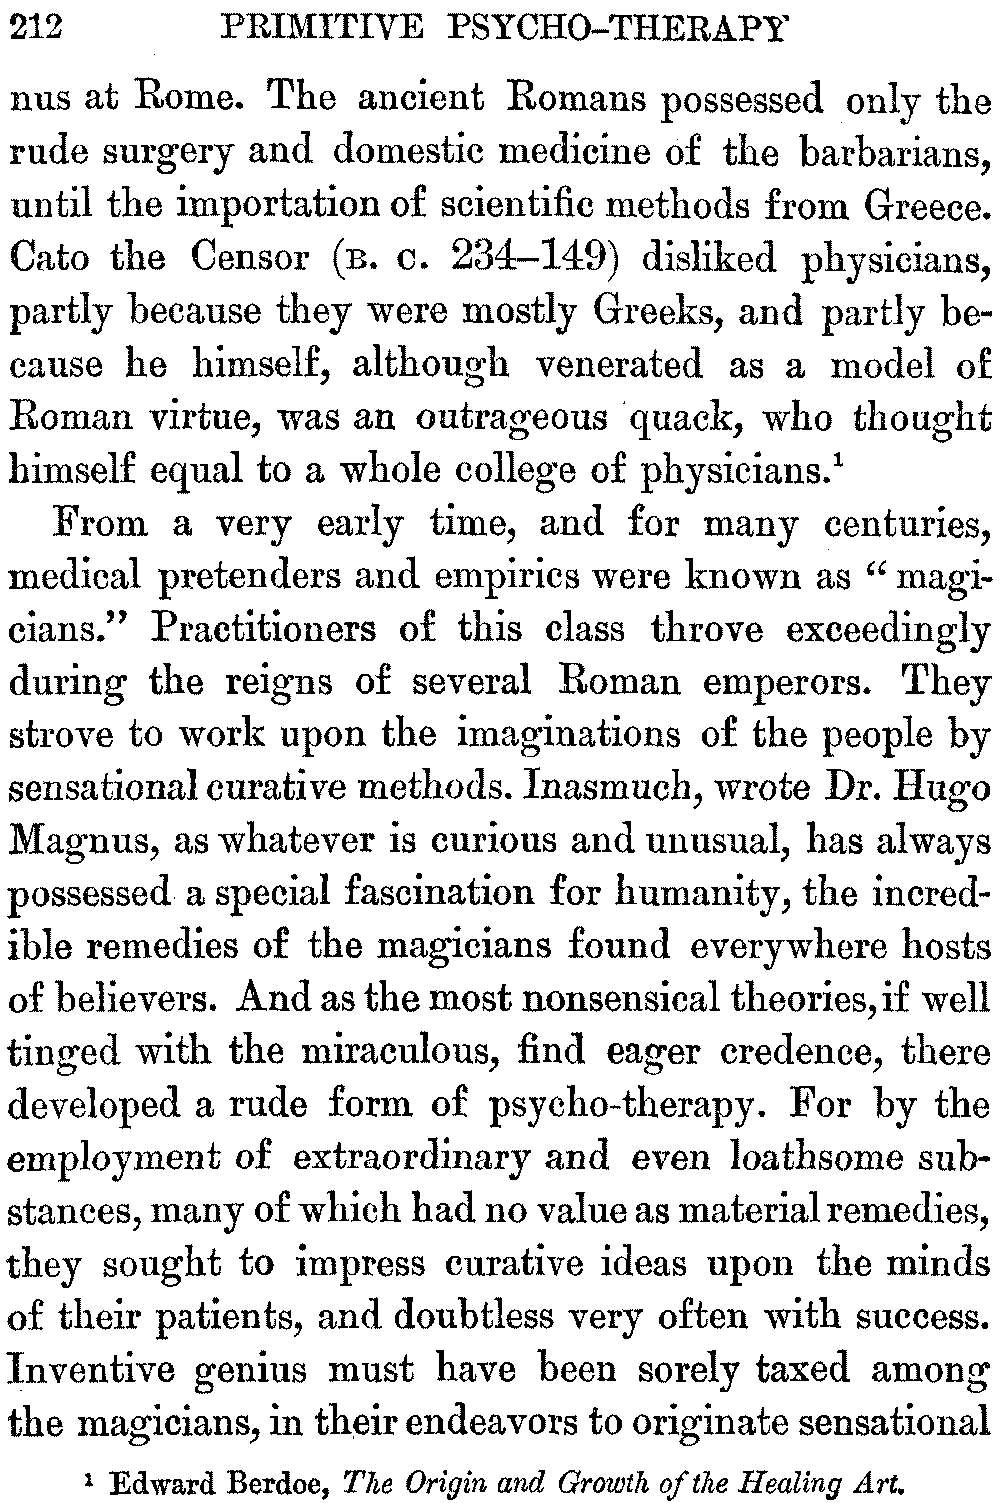 212 PRIMITIVE PSYCHO-THERAPY
nus at Rome. The ancient Romans possessed only the
rude surgery and domestic medicine of the barbarians,
until the importation of scientific methods from Greece.
Cato the Censor (B. C. 234–149) disliked physicians,
partly because they were mostly Greeks, and partly be-
cause he himself, although venerated as a model of
Roman virtue, was an outrageous quack, who thought
himself equal to a whole college of physicians.¹
From a very early time, and for many centuries,
medical pretenders and empirics were known as “ magi-
cians.” Practitioners of this class throve exceedingly
during the reigns of several Roman emperors. They
strove to work upon the imaginations of the people by
sensational curative methods. Inasmuch, wrote Dr. Hugo
Magnus, as whatever is curious and unusual, has always
possessed a special fascination for humanity, the incred-
ible remedies of the magicians found everywhere hosts
of believers. And as the most nonsensical theories, if well
tinged with the miraculous, find eager credence, there
developed a rude form of psycho-therapy. For by the
employment of extraordinary and even loathsome sub-
stances, many of which had no value as material remedies,
they sought to impress curative ideas upon the minds
of their patients, and doubtless very often with success.
Inventive genius must have been sorely taxed among
the magicians, in their endeavors to originate sensational
¹ Edward Berdoe, The Origin and Growth of the Healing Art.